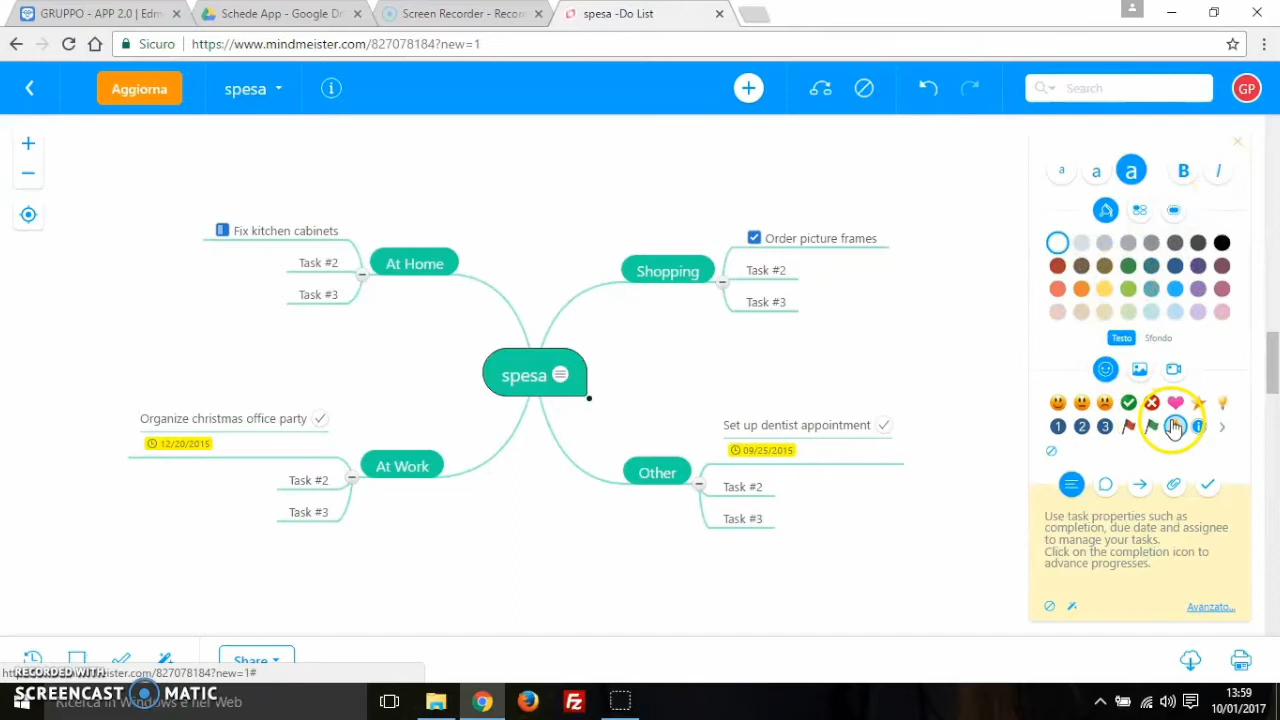 GRUPPO - APP 2.0 | Edm
Schede App - Google Dr
Screen Recorder - Recor
spesa -Do List
Sicuro
https://www.mindmeister.com/827078184?new=1
Aggiorna
spesa
Search
GP
a a a B I
Fix kitchen cabinets
Task #2
Task #3
At Home
Shopping
Order picture frames
Task #2
Task #3
spesa
Organize christmas office party
12/20/2015
Task #2
Task #3
At Work
Other
Set up dentist appointment
09/25/2015
Task #2
Task #3
Testo
Sfondo
1 2 3
Use task properties such as
completion, due date and assignee
to manage your tasks.
Click on the completion icon to
advance progresses.
Avanzato...
Share
meister.com/827078184?new=1#
RECORDED WITH
SCREENCAST MATIC
Ricerca in Windows e nel Web
13:59
10/01/2017